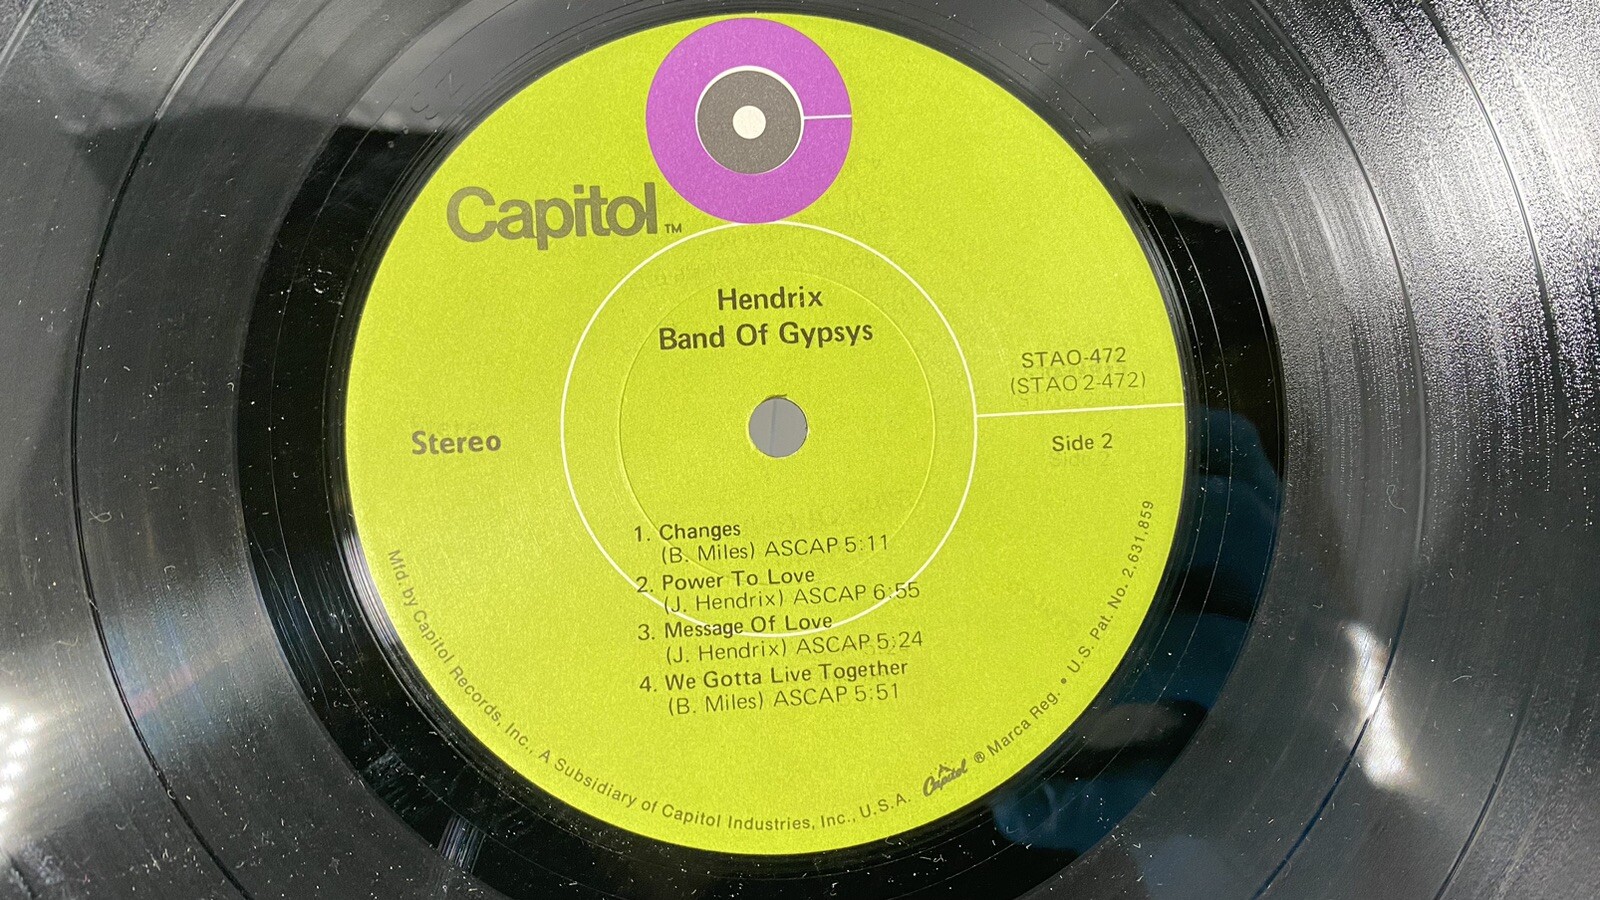 Capitol™
Hendrix
Band Of Gypsys
STAO-472
(STAO 2-472)
Stereo
Side 2
1. Changes
(B. Miles) ASCAP 5:11
2. Power To Love
(J. Hendrix) ASCAP 6:55
3. Message Of Love
(J. Hendrix) ASCAP 5:24
4. We Gotta Live Together
(B. Miles) ASCAP 5:51
Mfd. by Capitol Records, Inc., A Subsidiary of Capitol Industries, Inc., U.S.A. Capitol ® Marca Reg. • U.S. Pat. No. 2,631,859